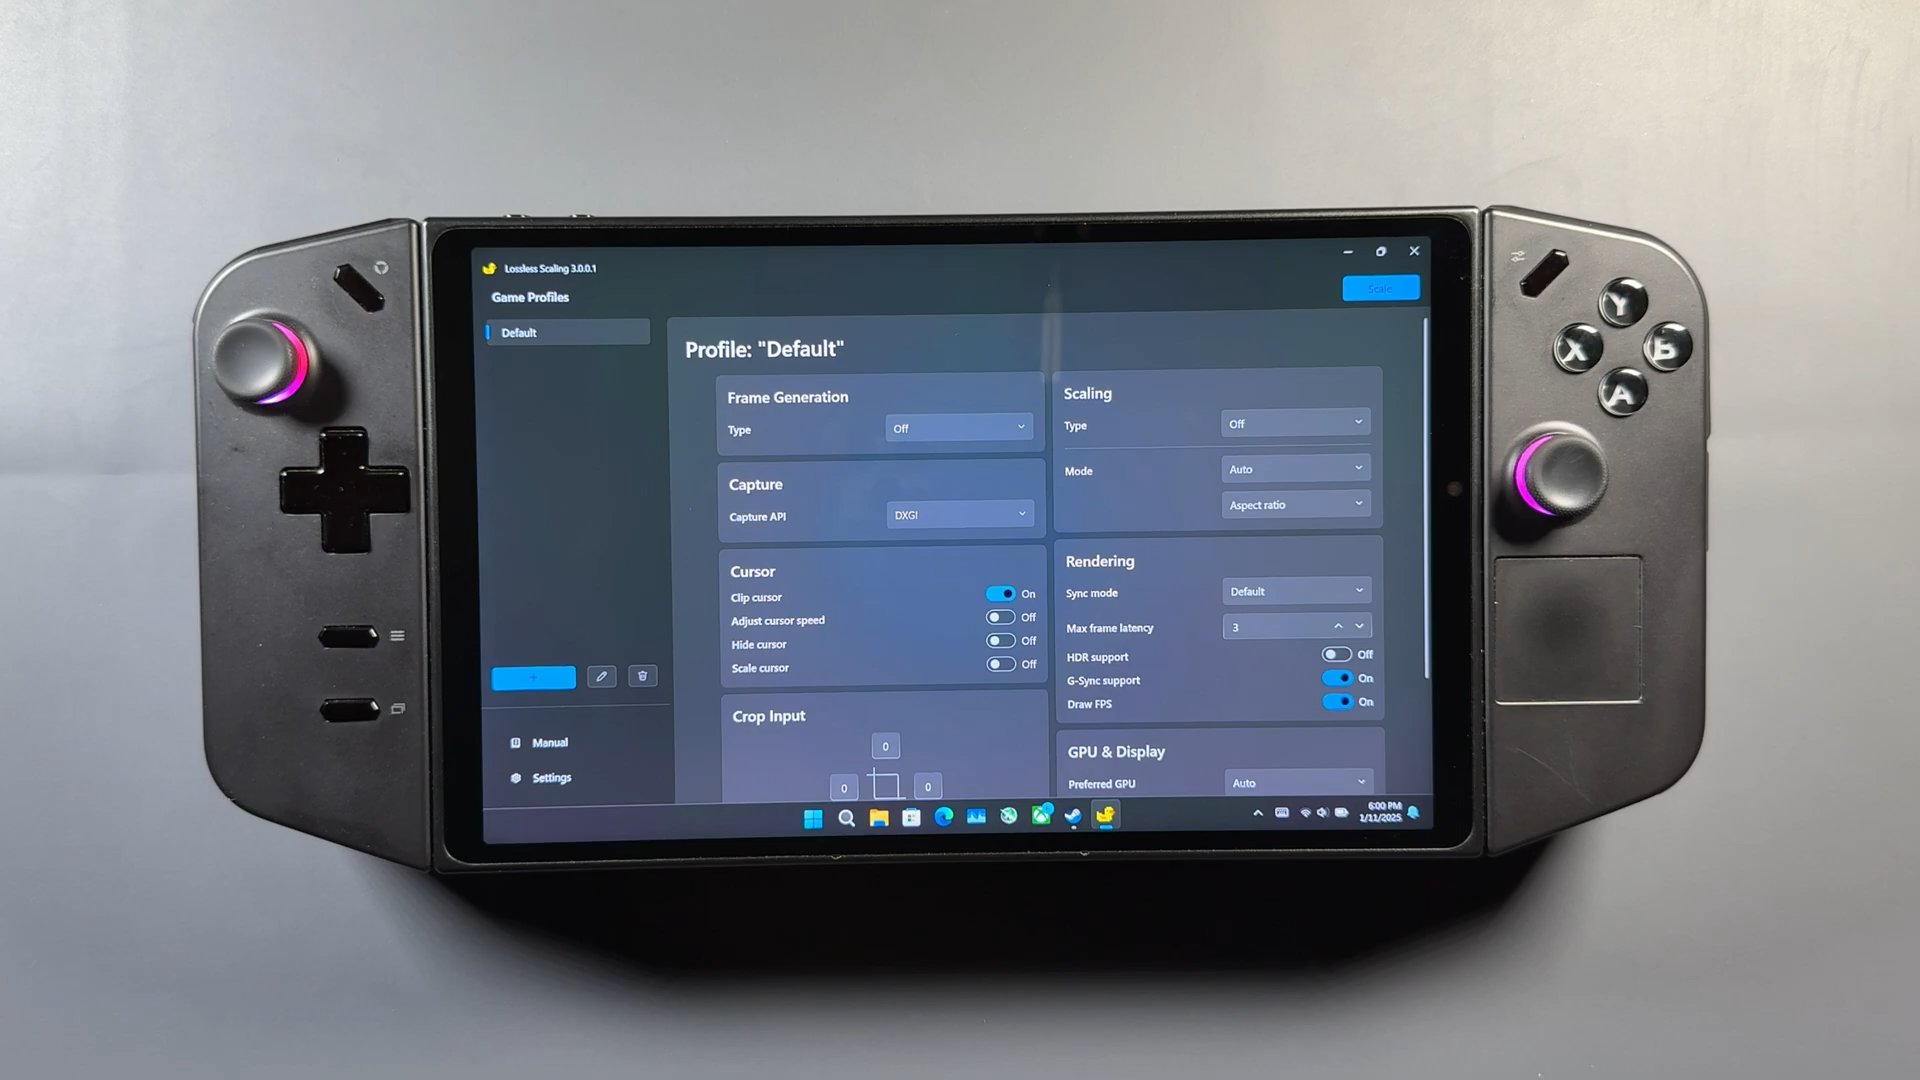 Lossless Scaling 3.0.0.1
Game Profiles
Scale
Default
Profile: "Default"
Frame Generation
Type
Off
Capture
Capture API
DXGI
Cursor
Clip cursor
On
Adjust cursor speed
Off
Hide cursor
Off
Scale cursor
Off
Crop Input
0
0
0
Scaling
Type
Off
Mode
Auto
Aspect ratio
Rendering
Sync mode
Default
Max frame latency
3
HDR support
Off
G-Sync support
On
Draw FPS
On
GPU & Display
Preferred GPU
Auto
Manual
Settings
6:00 PM
1/11/2025
Y
X
B
A